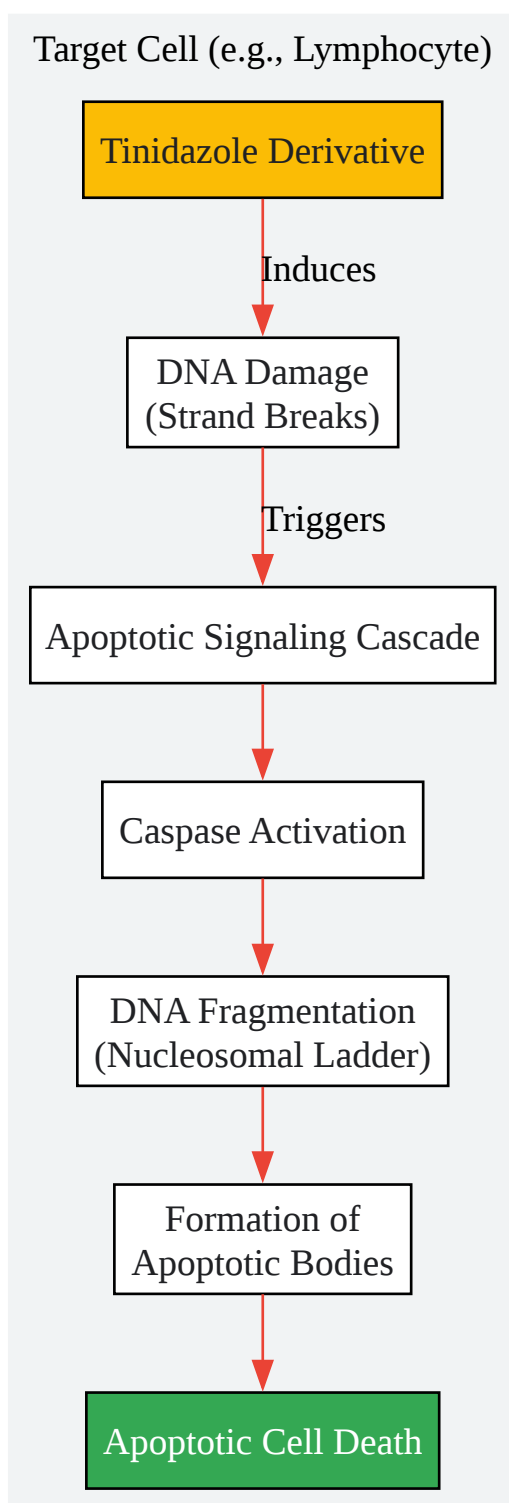 Target Cell (e.g., Lymphocyte)
Tinidazole Derivative
Induces
DNA Damage
(Strand Breaks)
Triggers
Apoptotic Signaling Cascade
Caspase Activation
DNA Fragmentation
(Nucleosomal Ladder)
Formation of
Apoptotic Bodies
Apoptotic Cell Death